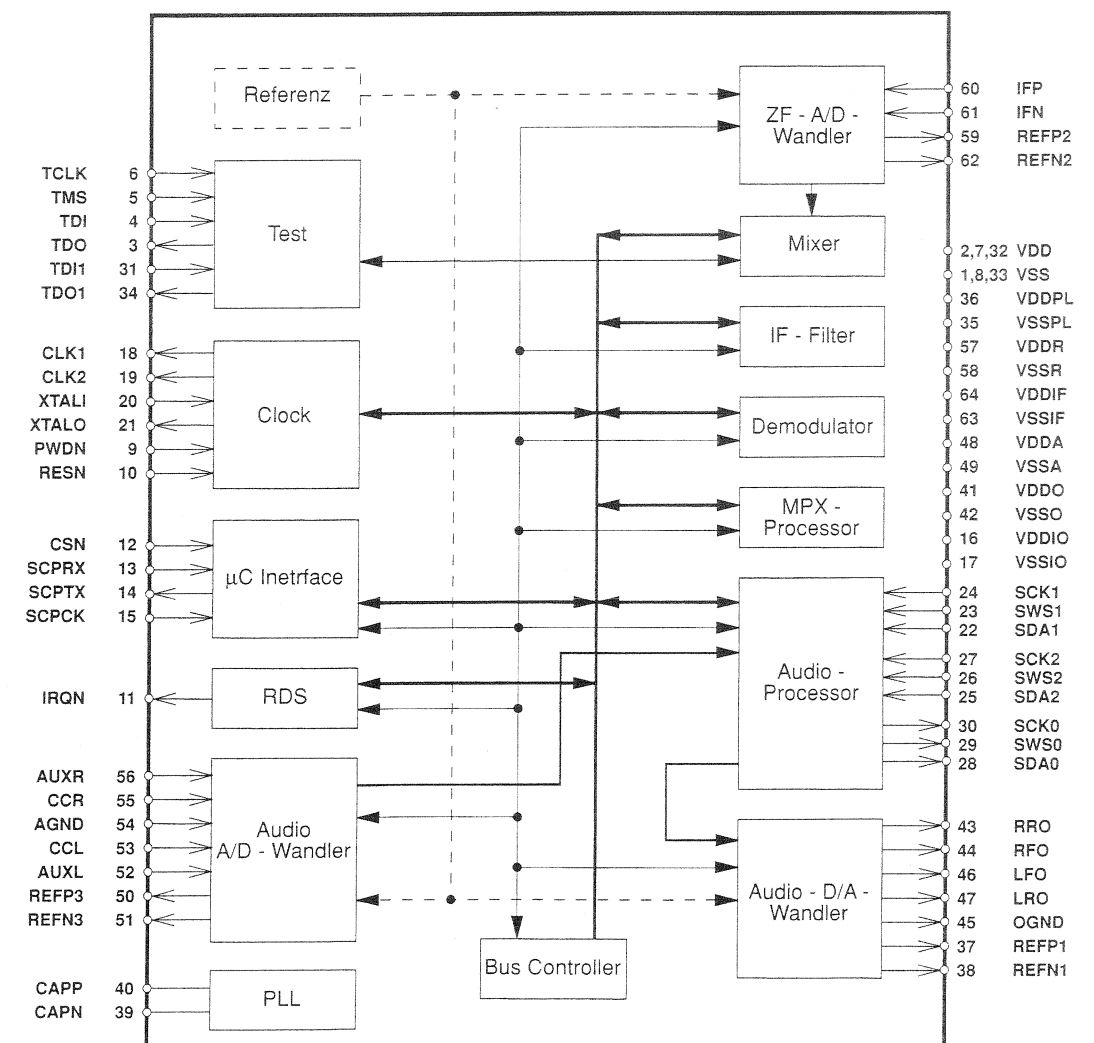 Referenz
ZF - A/D -
Wandler
60 IFP
61 IFN
59 REFP2
62 REFN2
TCLK 6
TMS 5
TDI 4
TDO 3
TDI1 31
TDO1 34
Test
Mixer
2,7,32 VDD
1,8,33 VSS
36 VDDPL
35 VSSPL
57 VDDR
58 VSSR
64 VDDIF
63 VSSIF
48 VDDA
49 VSSA
41 VDDO
42 VSSO
16 VDDIO
17 VSSIO
IF - Filter
CLK1 18
CLK2 19
XTALI 20
XTALO 21
PWDN 9
RESN 10
Clock
Demodulator
MPX -
Processor
CSN 12
SCPRX 13
SCPTX 14
SCPCK 15
µC Inetrface
24 SCK1
23 SWS1
22 SDA1
27 SCK2
26 SWS2
25 SDA2
30 SCK0
29 SWS0
28 SDA0
Audio -
Processor
IRQN 11
RDS
AUXR 56
CCR 55
AGND 54
CCL 53
AUXL 52
REFP3 50
REFN3 51
Audio
A/D - Wandler
Audio - D/A -
Wandler
43 RRO
44 RFO
46 LFO
47 LRO
45 OGND
37 REFP1
38 REFN1
Bus Controller
CAPP 40
CAPN 39
PLL